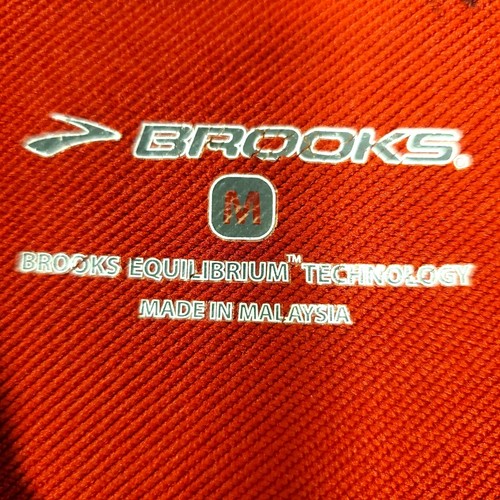 BROOKS®
M
BROOKS EQUILIBRIUM™ TECHNOLOGY
MADE IN MALAYSIA